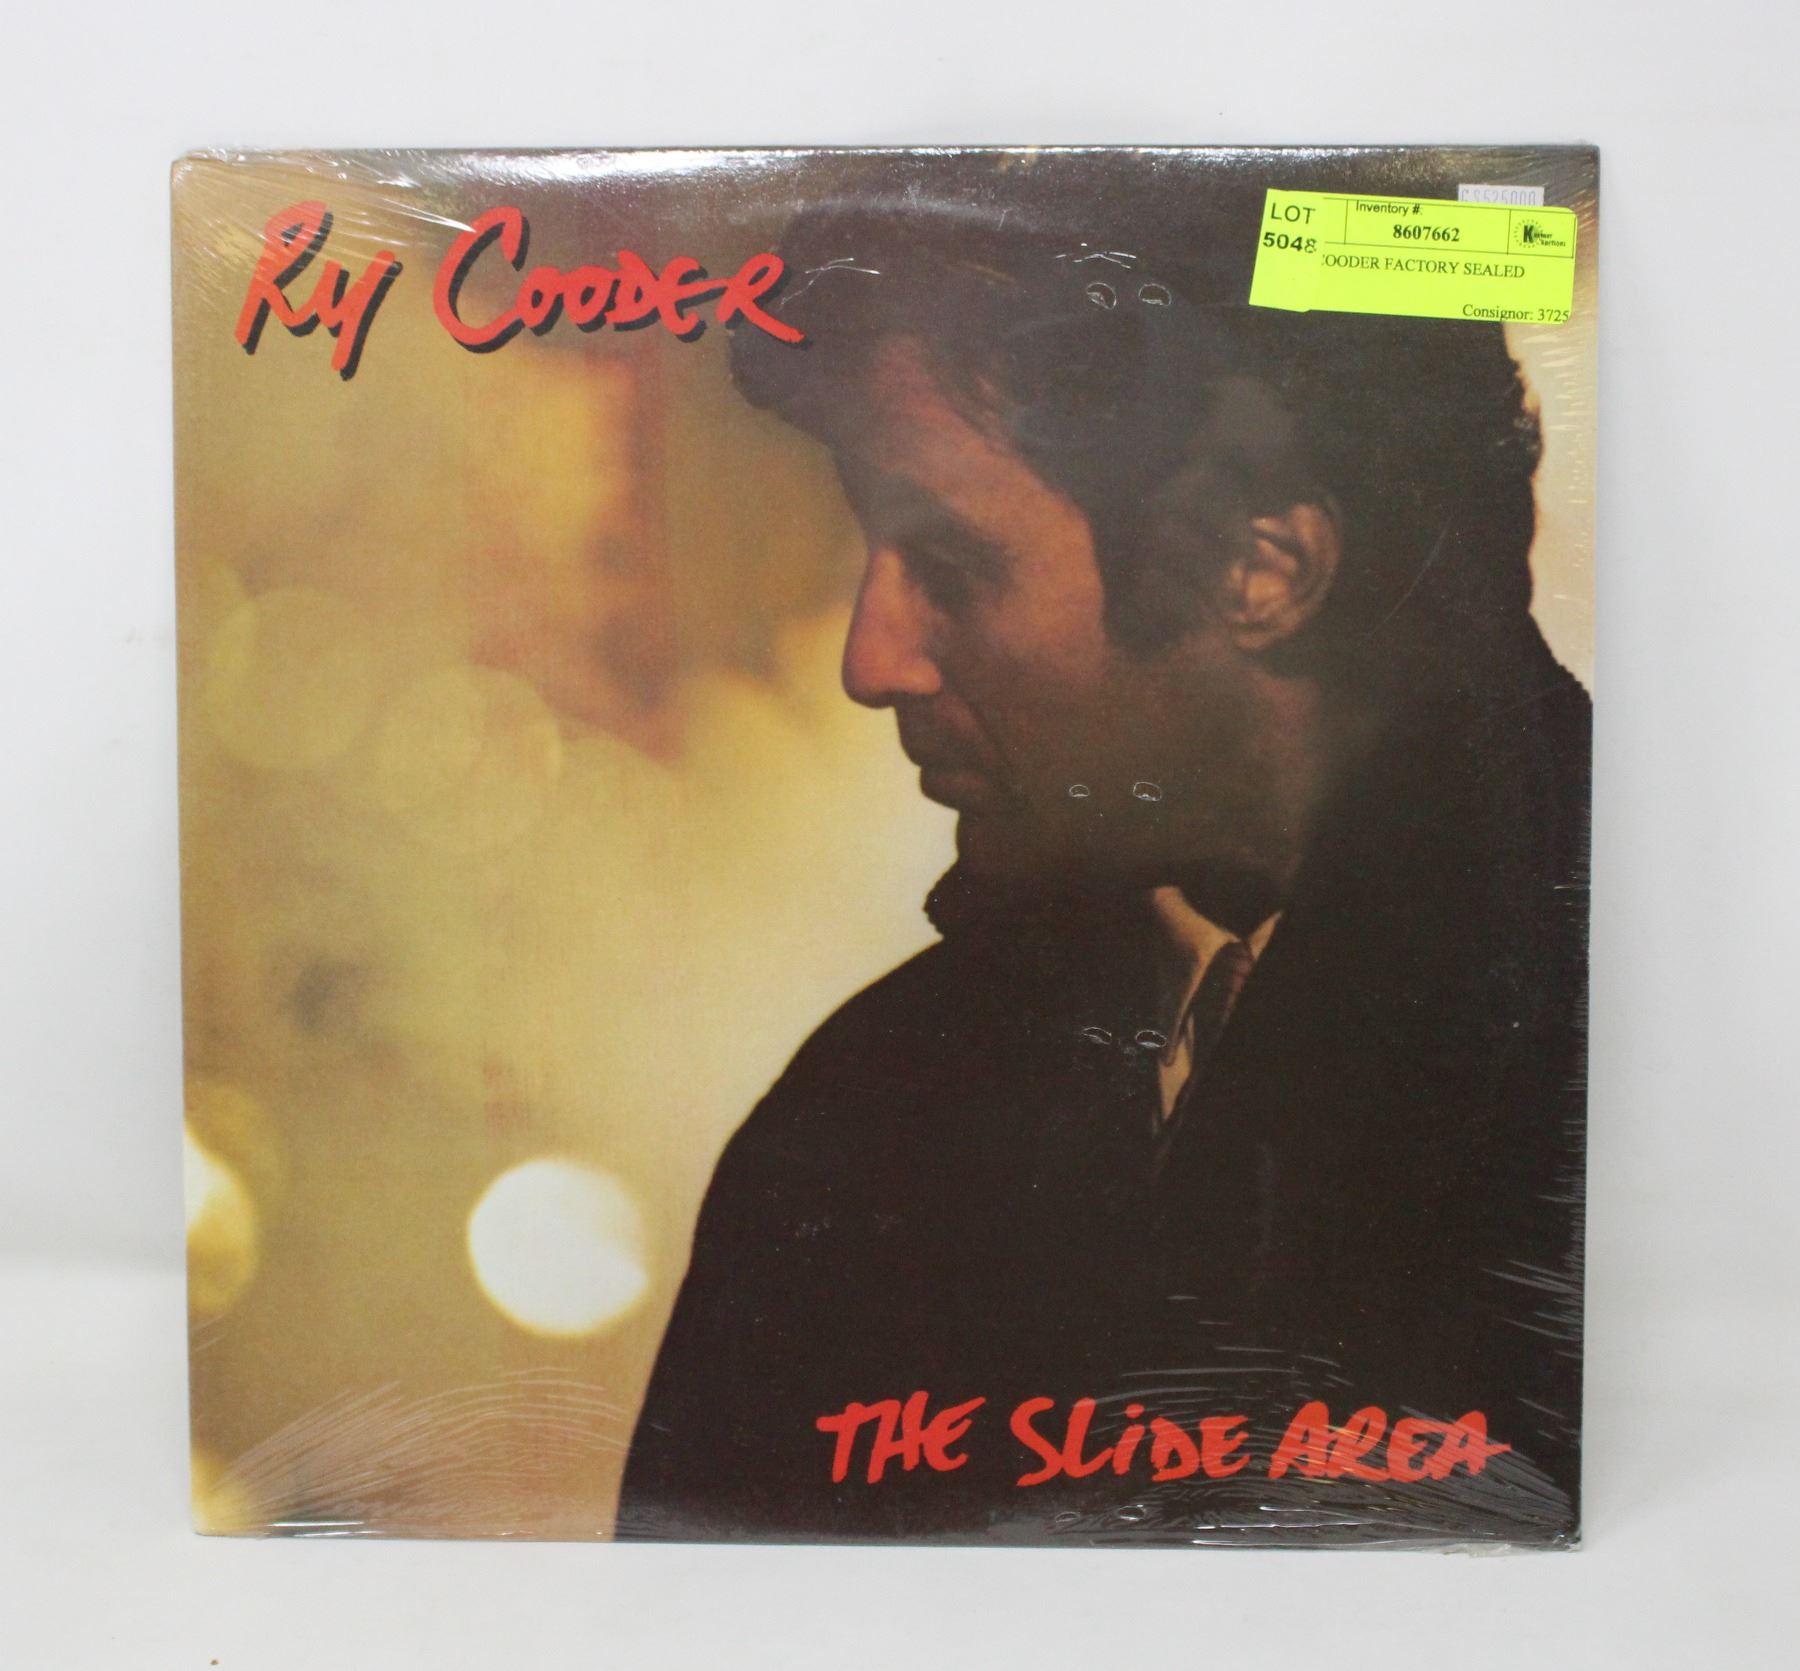 Ry Cooder
LOT
5048
Inventory #:
8607662
COODER FACTORY SEALED
Consignor: 3725
THE SLiDE AREA